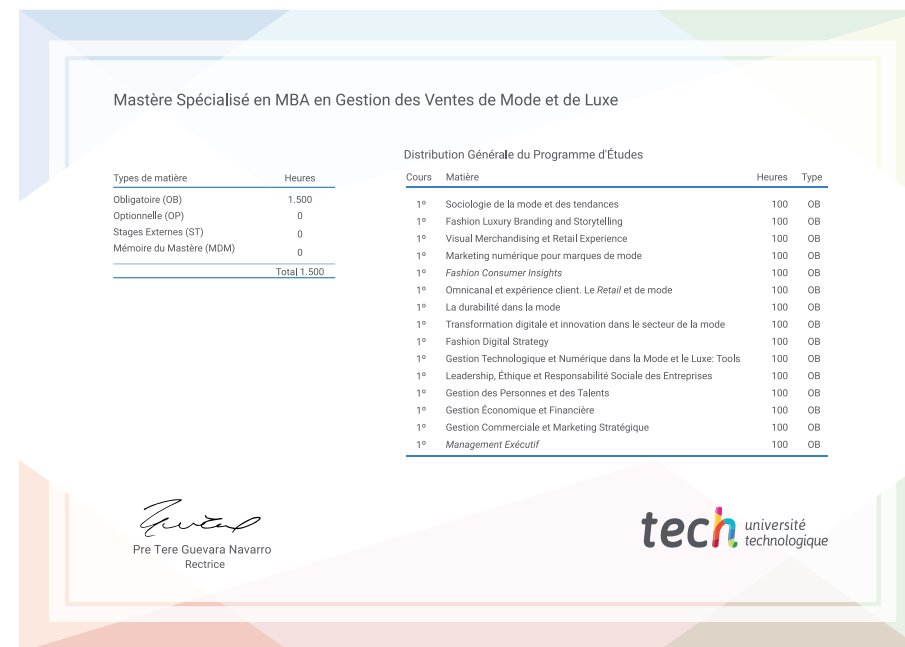 Mastère Spécialisé en MBA en Gestion des Ventes de Mode et de Luxe
Types de matière Heures
Obligatoire (OB) 1.500
Optionnelle (OP) 0
Stages Externes (ST) 0
Mémoire du Mastère (MDM) 0
Total 1.500
Distribution Générale du Programme d'Études
Cours Matière Heures Type
1º Sociologie de la mode et des tendances 100 OB
1º Fashion Luxury Branding and Storytelling 100 OB
1º Visual Merchandising et Retail Experience 100 OB
1º Marketing numérique pour marques de mode 100 OB
1º Fashion Consumer Insights 100 OB
1º Omnicanal et expérience client. Le Retail et de mode 100 OB
1º La durabilité dans la mode 100 OB
1º Transformation digitale et innovation dans le secteur de la mode 100 OB
1º Fashion Digital Strategy 100 OB
1º Gestion Technologique et Numérique dans la Mode et le Luxe: Tools 100 OB
1º Leadership, Éthique et Responsabilité Sociale des Entreprises 100 OB
1º Gestion des Personnes et des Talents 100 OB
1º Gestion Économique et Financière 100 OB
1º Gestion Commerciale et Marketing Stratégique 100 OB
1º Management Exécutif 100 OB
Pre Tere Guevara Navarro
Rectrice
tech université
technologique